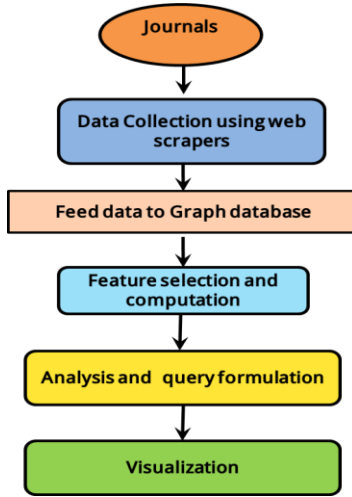 Journals
Data Collection using web
scrapers
Feed data to Graph database
Feature selection and
computation
Analysis and query formulation
Visualization